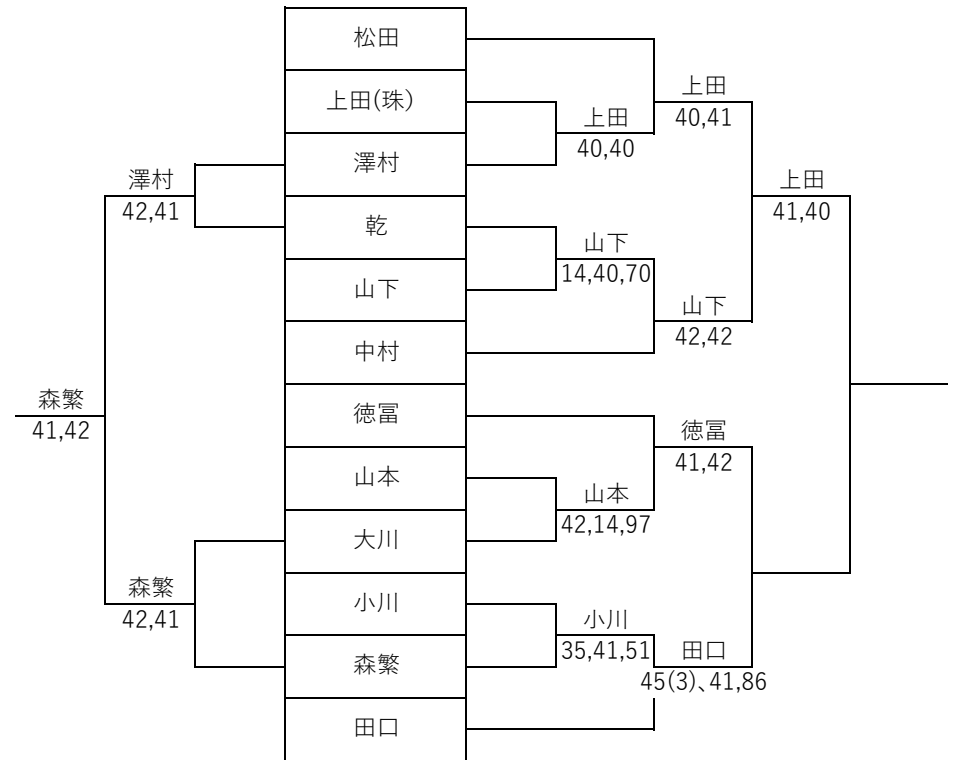 松田
上田(珠)
澤村
乾
山下
中村
徳冨
山本
大川
小川
森繁
田口
澤村
42,41
森繁
41,42
森繁
42,41
上田
40,40
山下
14,40,70
山本
42,14,97
小川
35,41,51
上田
40,41
山下
42,42
徳冨
41,42
田口
45(3)、41,86
上田
41,40